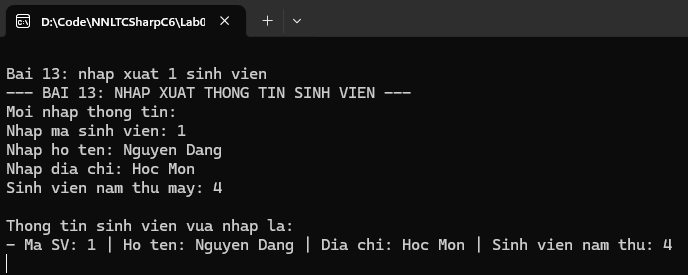 D:\Code\NNLTCSharpC6\Lab0
Bai 13: nhap xuat 1 sinh vien
--- BAI 13: NHAP XUAT THONG TIN SINH VIEN ---
Moi nhap thong tin:
Nhap ma sinh vien: 1
Nhap ho ten: Nguyen Dang
Nhap dia chi: Hoc Mon
Sinh vien nam thu may: 4
Thong tin sinh vien vua nhap la:
- Ma SV: 1 | Ho ten: Nguyen Dang | Dia chi: Hoc Mon | Sinh vien nam thu: 4